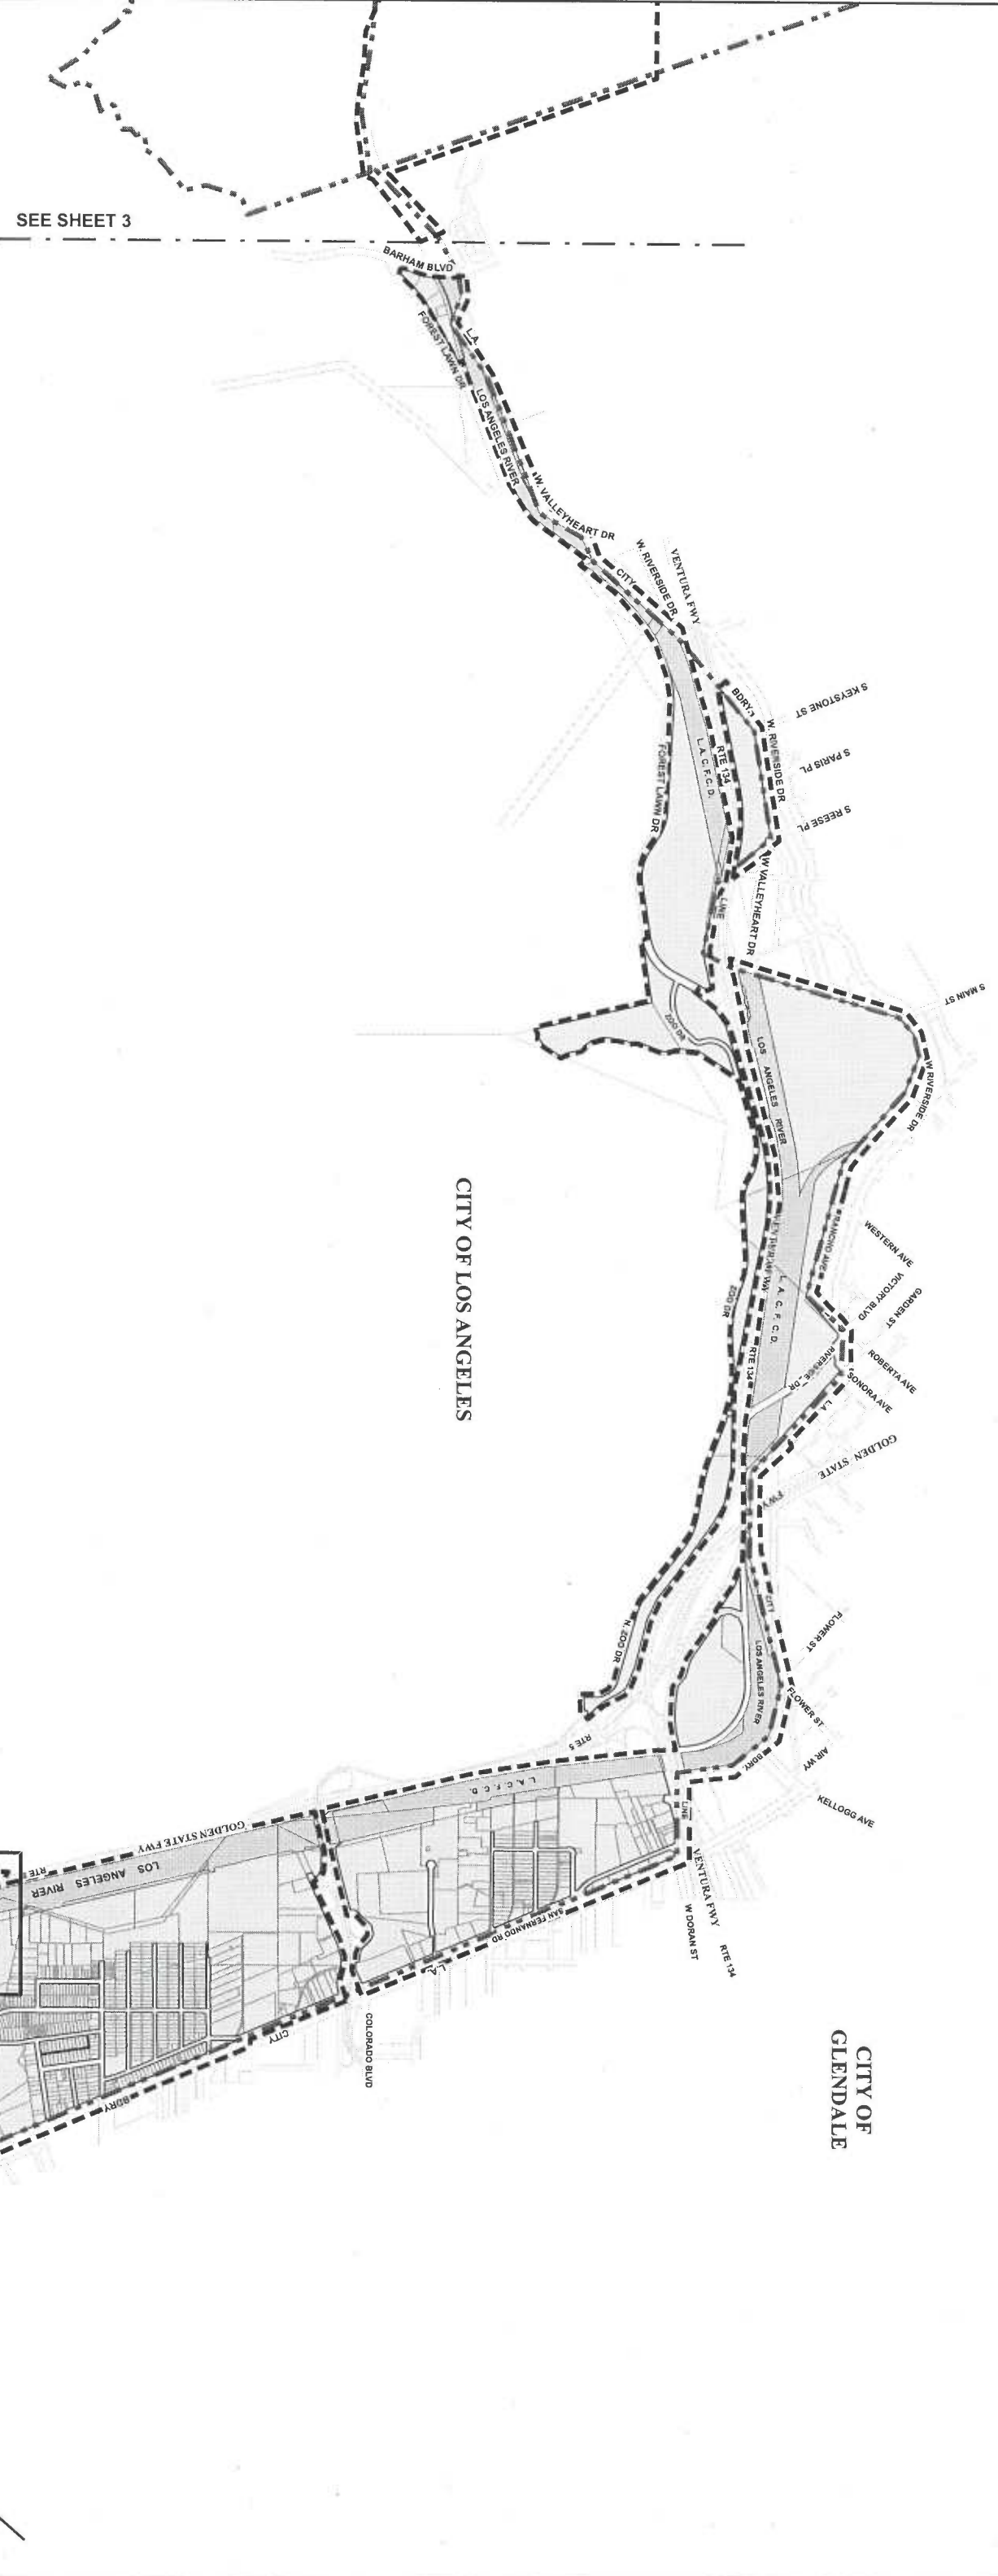 SEE SHEET 3
BARHAM BLVD
FOREST LAWN DR
L.A.
LOS ANGELES RIVER
W. VALLEYHEART DR
CITY
W. RIVERSIDE DR
VENTURA FWY
S KEYSTONE ST
BDRY.
W. RIVERSIDE DR
S PARIS PL
RTE 134
L. A. C. F. C. D.
FOREST LAWN DR
S REESE PL
W VALLEYHEART DR
LINE
S MAIN ST
ZOO DR
LOS ANGELES RIVER
W RIVERSIDE DR
CITY OF LOS ANGELES
RANCHO AVE
WESTERN AVE
VENTURA FWY
VICTORY BLVD
GARDEN ST
L. A. C. F. C. D.
ZOO DR
RTE 134
RIVERSIDE DR
ROBERTA AVE
SONORA AVE
L.A.
GOLDEN STATE
FWY
CITY
FLOWER ST
N. ZOO DR
LOS ANGELES RIVER
FLOWER ST
RTE 5
BDRY.
AIR WY
L. A. C. F. C. D.
LINE
KELLOGG AVE
GOLDEN STATE FWY
RTE
LOS ANGELES RIVER
VENTURA FWY
RTE 134
W DORAN ST
SAN FERNANDO RD
L.A.
COLORADO BLVD
CITY
BDRY
CITY OF
GLENDALE